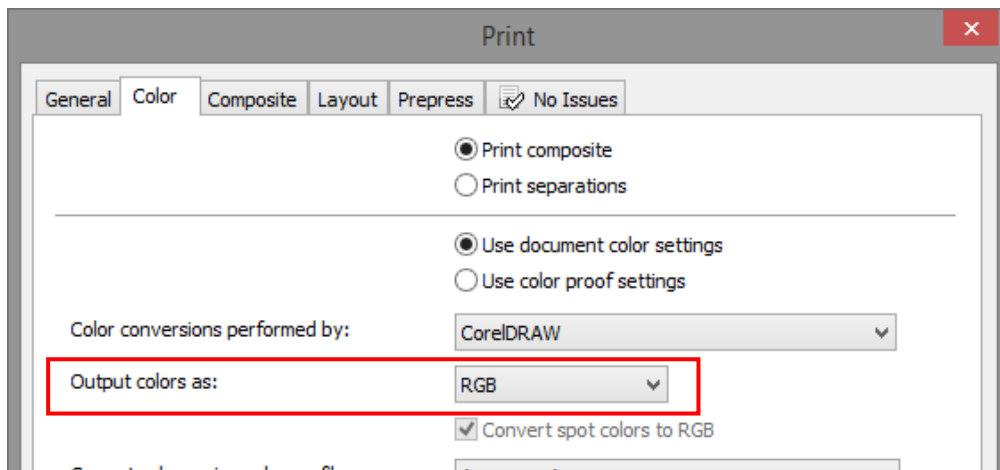 Print
General Color Composite Layout Prepress No Issues
Print composite
Print separations
Use document color settings
Use color proof settings
Color conversions performed by: CorelDRAW
Output colors as: RGB
Convert spot colors to RGB